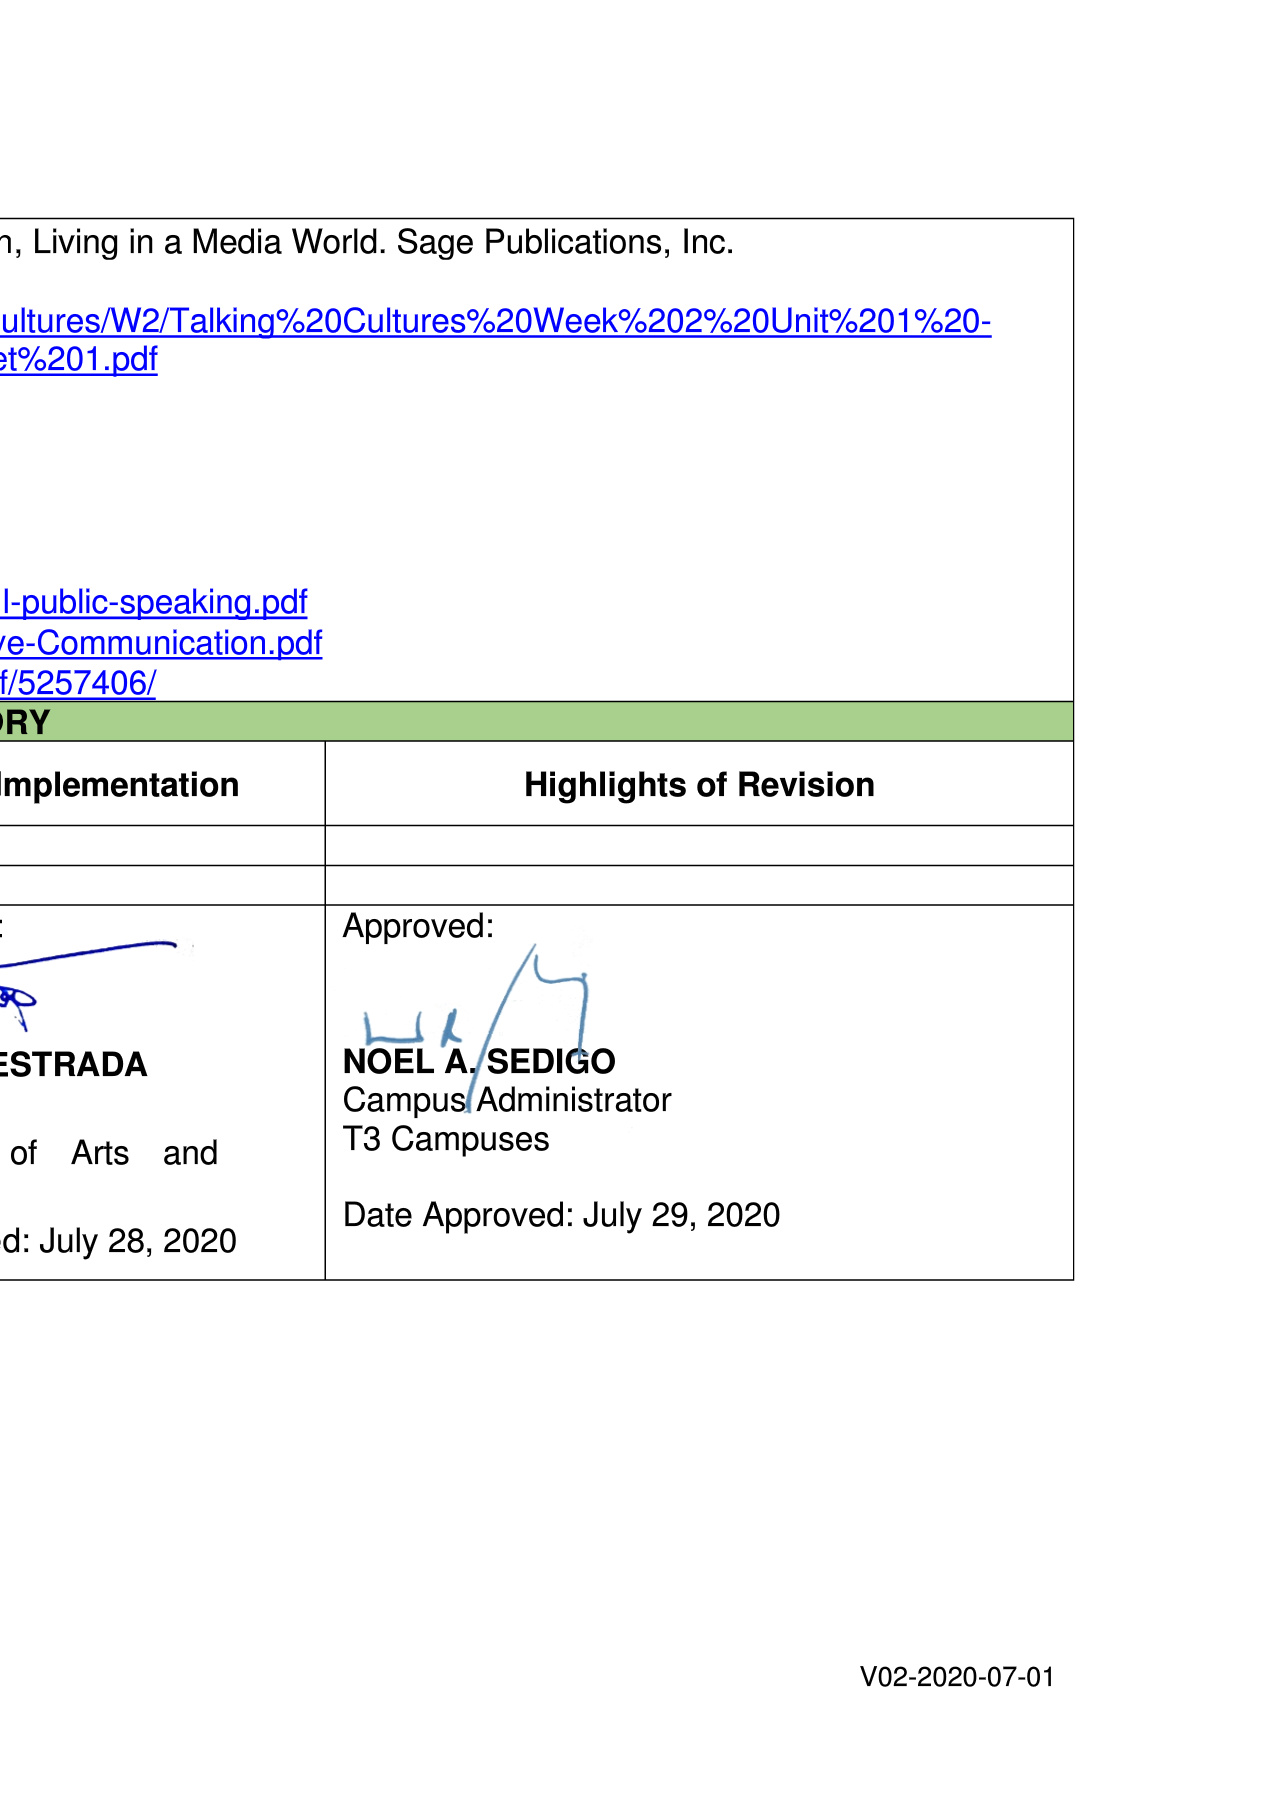 n, Living in a Media World. Sage Publications, Inc.
ultures/W2/Talking%20Cultures%20Week%202%20Unit%201%20-
et%201.pdf
l-public-speaking.pdf
ve-Communication.pdf
f/5257406/
ORY
Implementation
Highlights of Revision
:
ESTRADA
of Arts and
ed: July 28, 2020
Approved:
NOEL A. SEDIGO
Campus Administrator
T3 Campuses
Date Approved: July 29, 2020
V02-2020-07-01